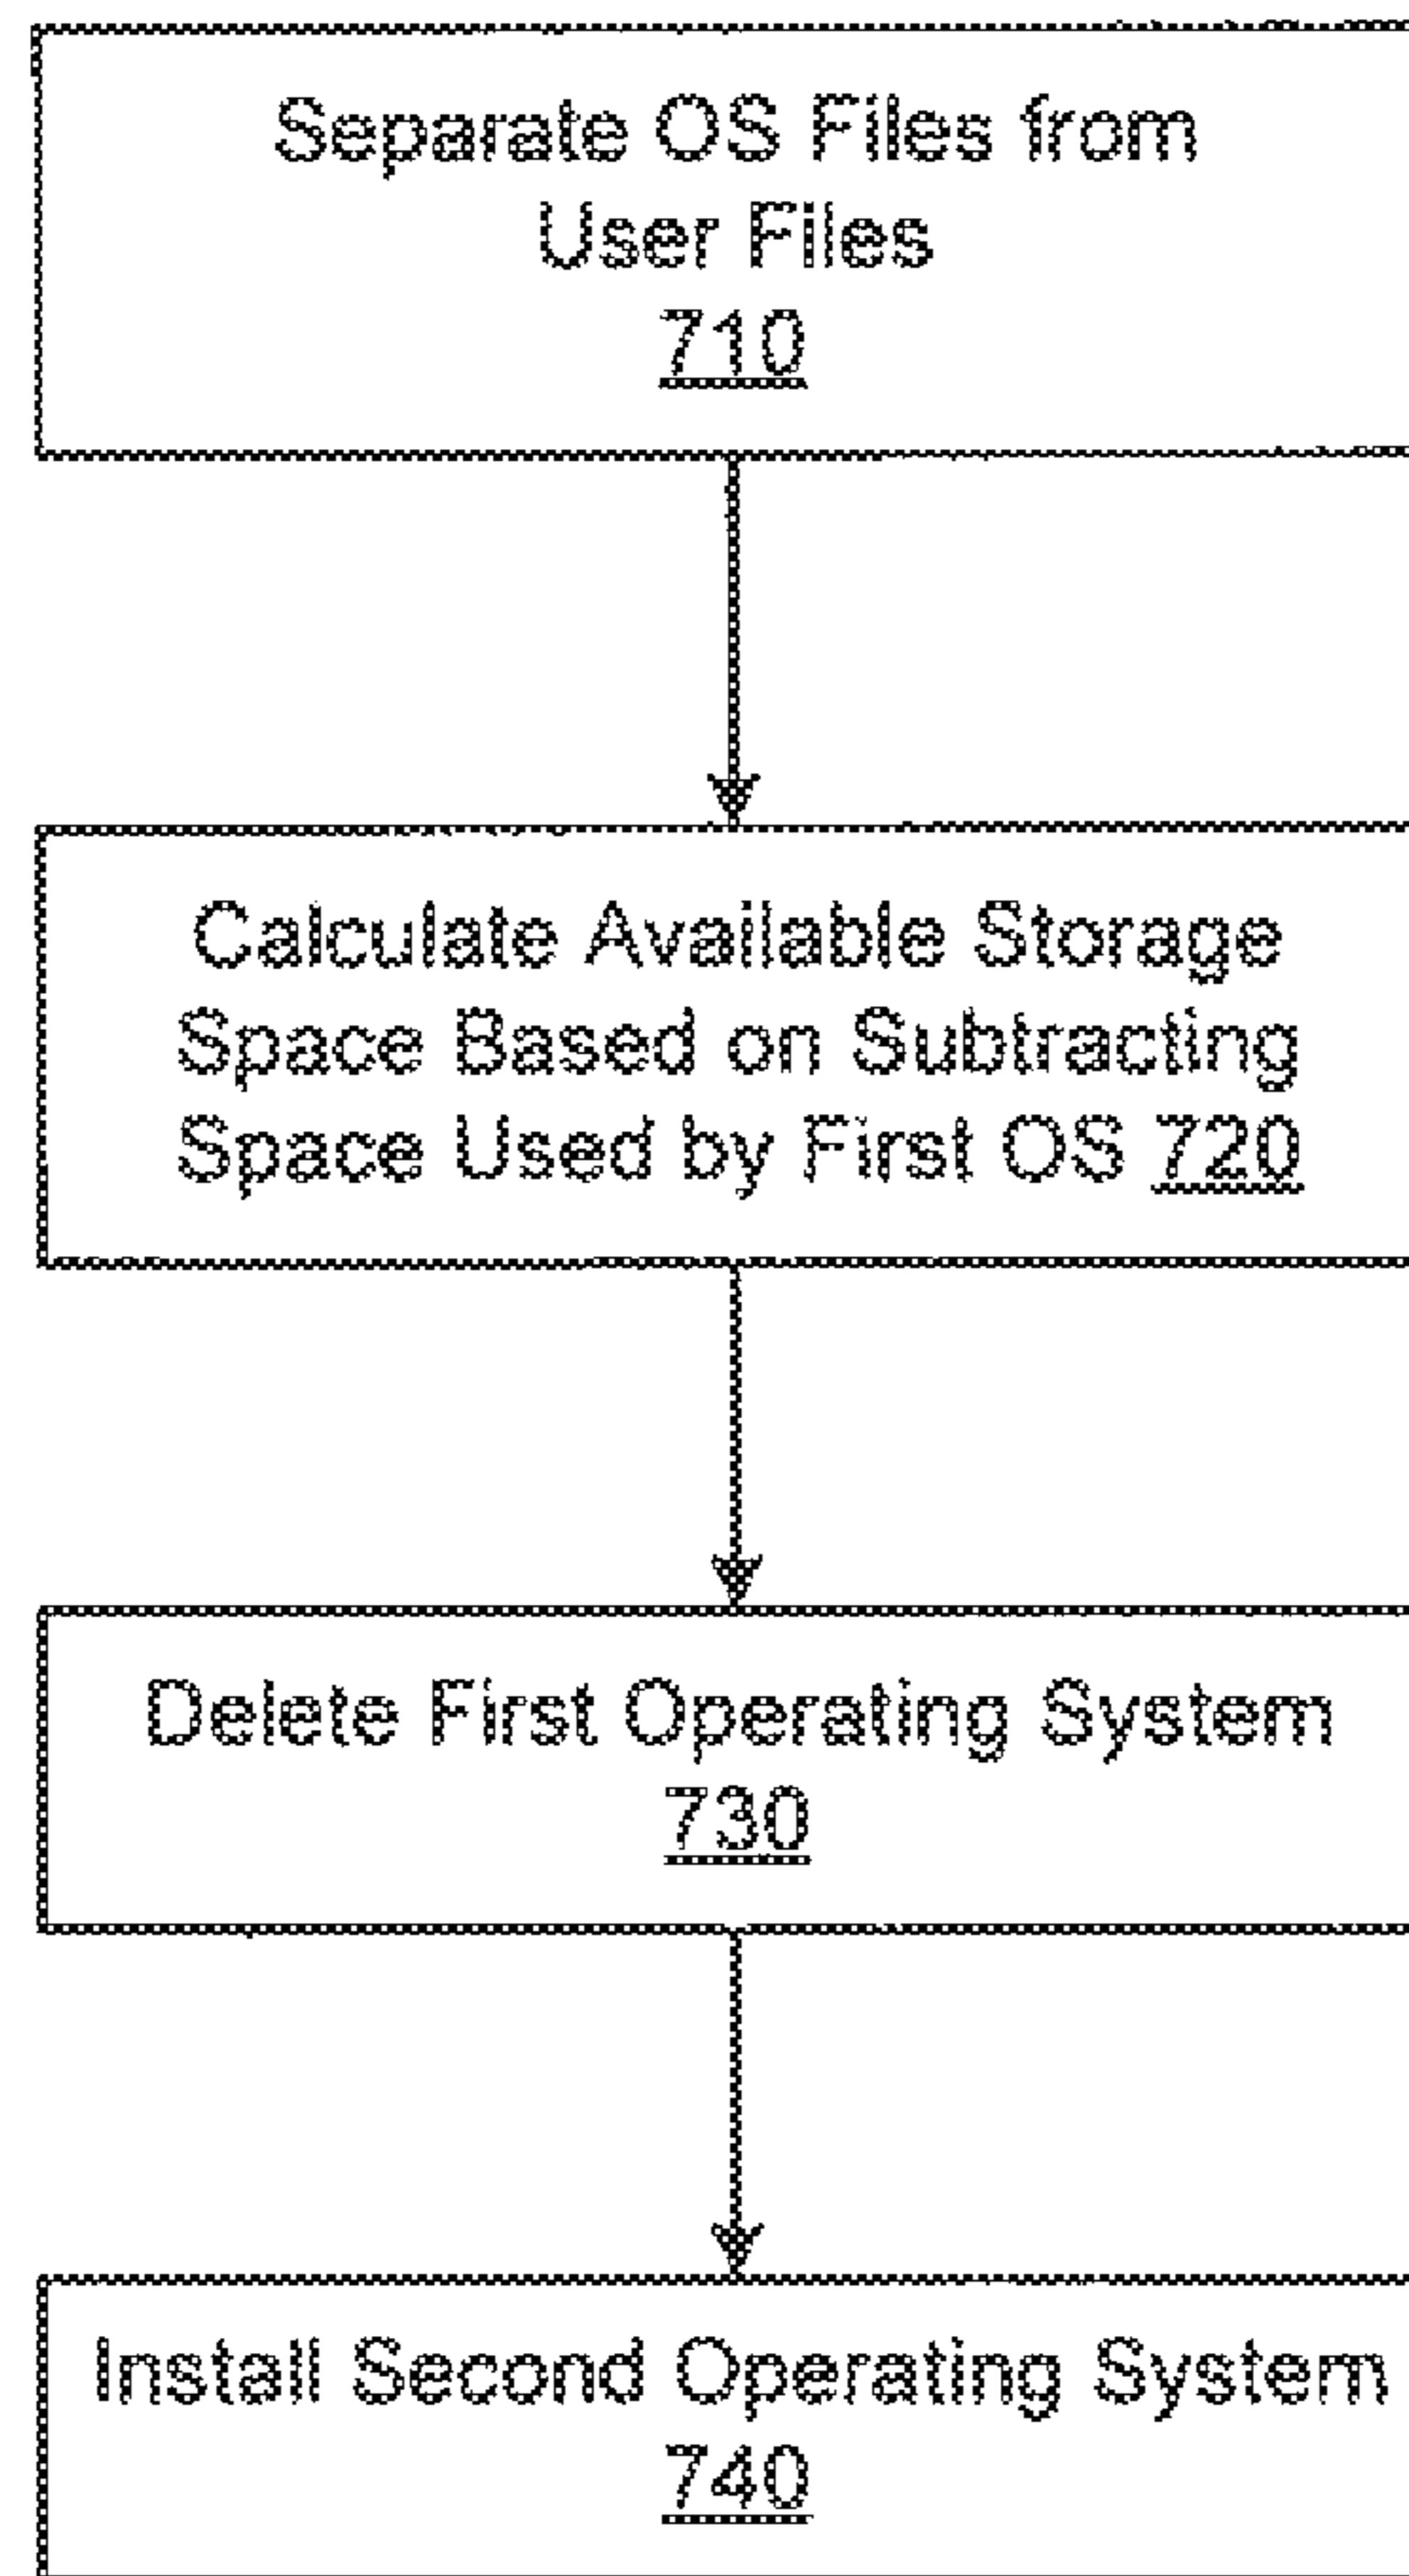 Separate OS Files from
User Files
710
Calculate Available Storage
Space Based on Subtracting
Space Used by First OS 720
Delete First Operating System
730
Install Second Operating System
740